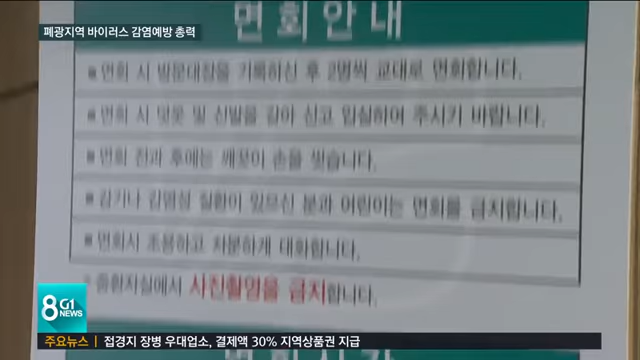 폐광지역 바이러스 감염예방 총력
면회안내
■ 면회 시 방문대장을 기록하신 후 2명씩 교대로 면회합니다.
■ 면회 시 덧옷 및 신발을 갈아 신고 입실하여 주시기 바랍니다.
■ 면회 전과 후에는 깨끗이 손을 씻습니다.
■ 감기나 감염성 질환이 있으신 분과 어린이는 면회를 금지합니다.
■ 면회시 조용하고 차분하게 대화합니다.
■ 중환자실에서 사진촬영을 금지합니다.
8 G1 NEWS
주요뉴스 | 접경지 장병 우대업소, 결제액 30% 지역상품권 지급
면회시간